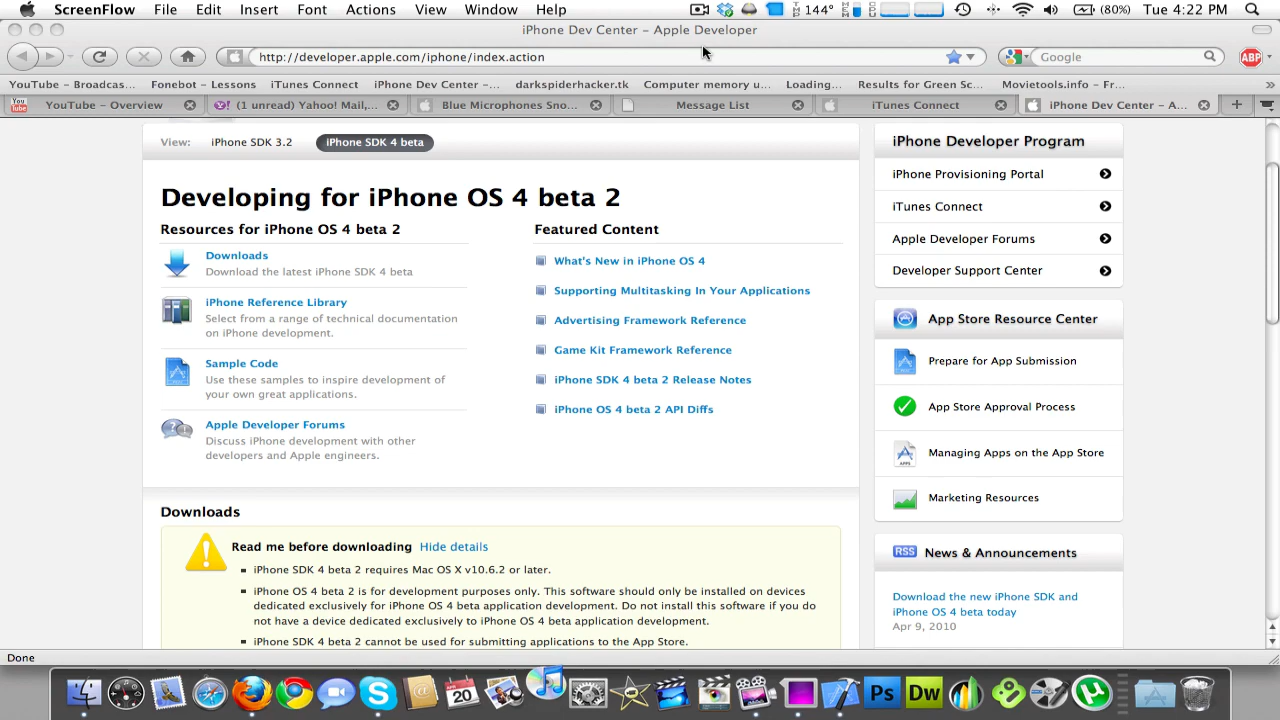 ScreenFlow File Edit Insert Font Actions View Window Help 144° (80%) Tue 4:22 PM
iPhone Dev Center – Apple Developer
http://developer.apple.com/iphone/index.action Google ABP
YouTube – Broadcas... Fonebot – Lessons iTunes Connect iPhone Dev Center –... darkspiderhacker.tk Computer memory u... Loading... Results for Green Sc... Movietools.info – Fr... »
YouTube – Overview (1 unread) Yahoo! Mail,... Blue Microphones Sno... Message List iTunes Connect iPhone Dev Center – A...
View: iPhone SDK 3.2 iPhone SDK 4 beta
Developing for iPhone OS 4 beta 2
Resources for iPhone OS 4 beta 2
Downloads
Download the latest iPhone SDK 4 beta
iPhone Reference Library
Select from a range of technical documentation
on iPhone development.
Sample Code
Use these samples to inspire development of
your own great applications.
Apple Developer Forums
Discuss iPhone development with other
developers and Apple engineers.
Featured Content
What's New in iPhone OS 4
Supporting Multitasking In Your Applications
Advertising Framework Reference
Game Kit Framework Reference
iPhone SDK 4 beta 2 Release Notes
iPhone OS 4 beta 2 API Diffs
Downloads
Read me before downloading Hide details
iPhone SDK 4 beta 2 requires Mac OS X v10.6.2 or later.
iPhone OS 4 beta 2 is for development purposes only. This software should only be installed on devices
dedicated exclusively for iPhone OS 4 beta application development. Do not install this software if you do
not have a device dedicated exclusively to iPhone OS 4 beta application development.
iPhone SDK 4 beta 2 cannot be used for submitting applications to the App Store.
iPhone Developer Program
iPhone Provisioning Portal
iTunes Connect
Apple Developer Forums
Developer Support Center
App Store Resource Center
Prepare for App Submission
App Store Approval Process
Managing Apps on the App Store
Marketing Resources
RSS News & Announcements
Download the new iPhone SDK and
iPhone OS 4 beta today
Apr 9, 2010
Done
20 Ps Dw